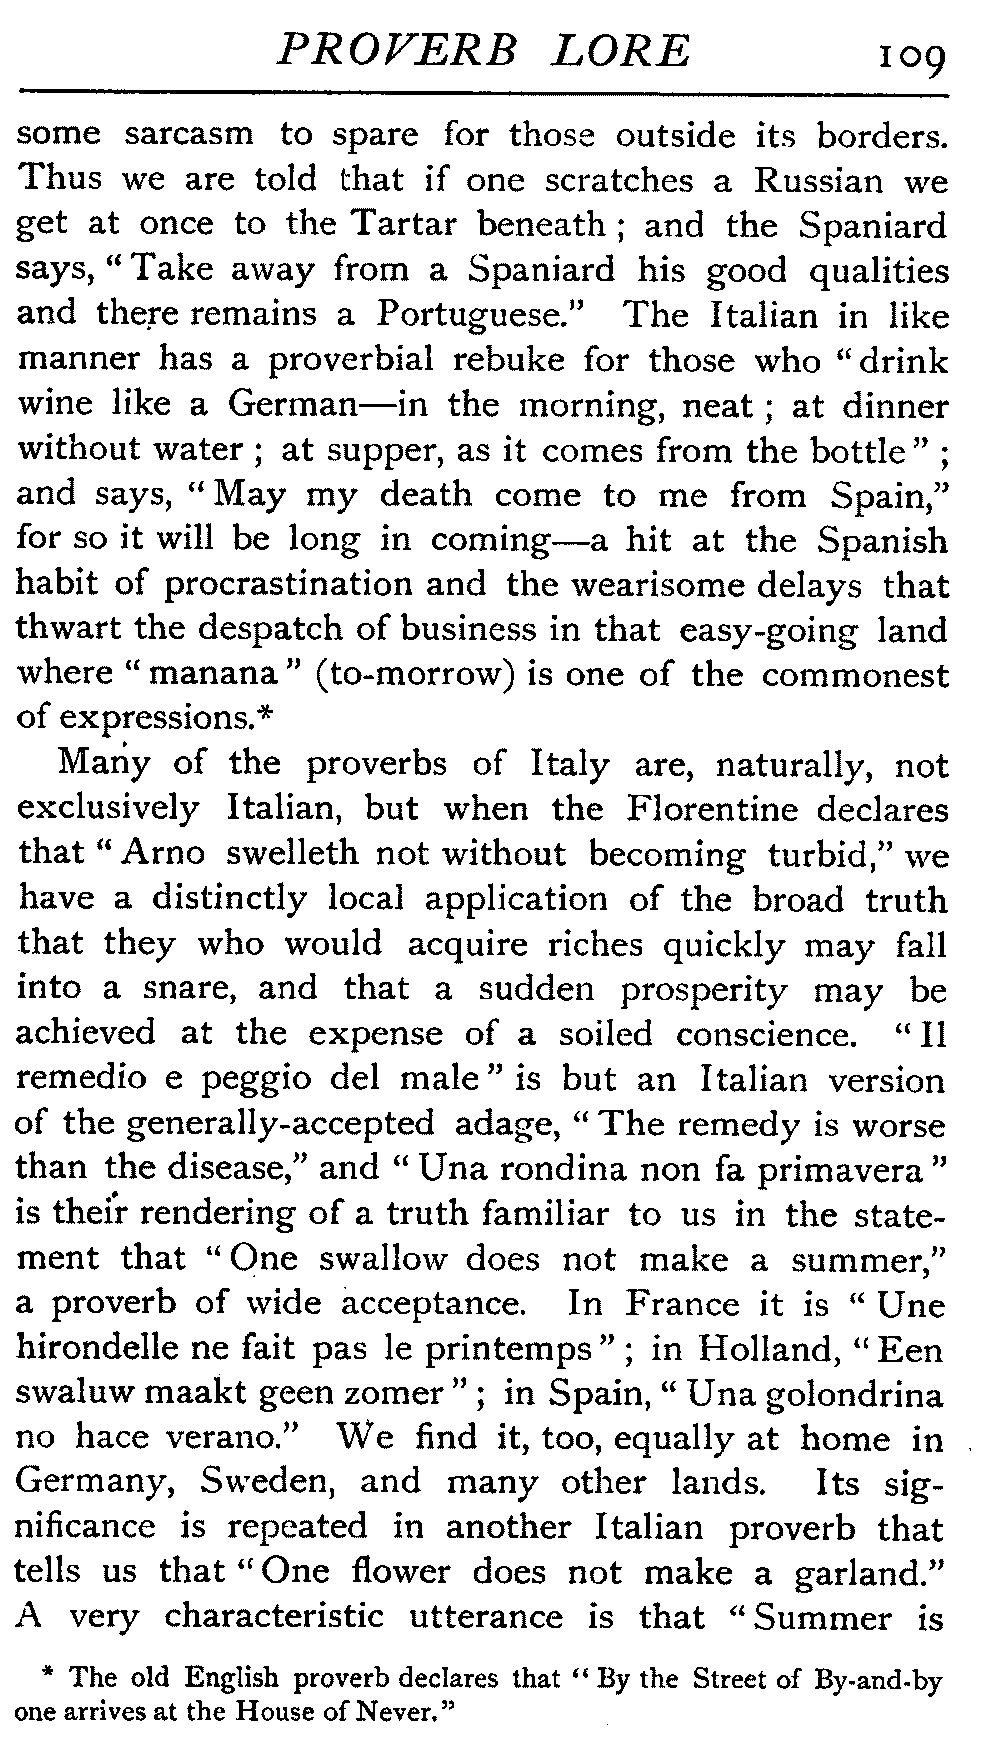 PROVERB LORE 109
some sarcasm to spare for those outside its borders.
Thus we are told that if one scratches a Russian we
get at once to the Tartar beneath ; and the Spaniard
says, “ Take away from a Spaniard his good qualities
and there remains a Portuguese.” The Italian in like
manner has a proverbial rebuke for those who “ drink
wine like a German—in the morning, neat ; at dinner
without water ; at supper, as it comes from the bottle ” ;
and says, “ May my death come to me from Spain,”
for so it will be long in coming—a hit at the Spanish
habit of procrastination and the wearisome delays that
thwart the despatch of business in that easy-going land
where “ manana ” (to-morrow) is one of the commonest
of expressions.*
Many of the proverbs of Italy are, naturally, not
exclusively Italian, but when the Florentine declares
that “ Arno swelleth not without becoming turbid,” we
have a distinctly local application of the broad truth
that they who would acquire riches quickly may fall
into a snare, and that a sudden prosperity may be
achieved at the expense of a soiled conscience. “ Il
remedio e peggio del male ” is but an Italian version
of the generally-accepted adage, “ The remedy is worse
than the disease,” and “ Una rondina non fa primavera ”
is their rendering of a truth familiar to us in the state-
ment that “ One swallow does not make a summer,”
a proverb of wide acceptance. In France it is “ Une
hirondelle ne fait pas le printemps ” ; in Holland, “ Een
swaluw maakt geen zomer ” ; in Spain, “ Una golondrina
no hace verano.” We find it, too, equally at home in
Germany, Sweden, and many other lands. Its sig-
nificance is repeated in another Italian proverb that
tells us that “ One flower does not make a garland.”
A very characteristic utterance is that “ Summer is
* The old English proverb declares that “ By the Street of By-and-by
one arrives at the House of Never.”